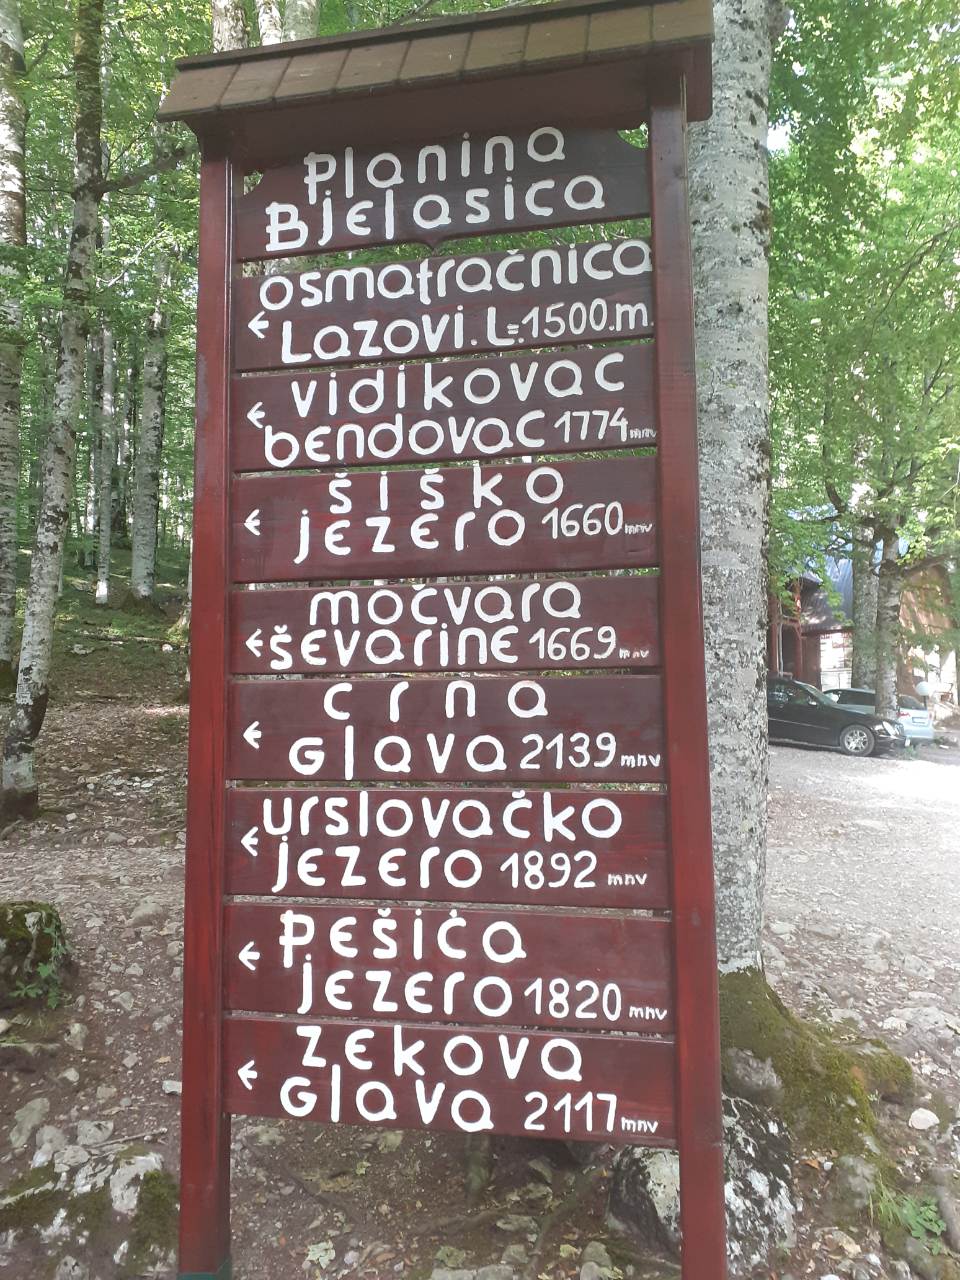 Planina
Bjelasica
osmatračnica
← Lazovi. L=1500.m.
vidikovac
← bendovac 1774 mnv
šiško
← jezero 1660 mnv
močvara
← ševarine 1669 mnv
crna
← glava 2139 mnv
urslovačko
← jezero 1892 mnv
Pešića
← jezero 1820 mnv
zekova
← glava 2117 mnv